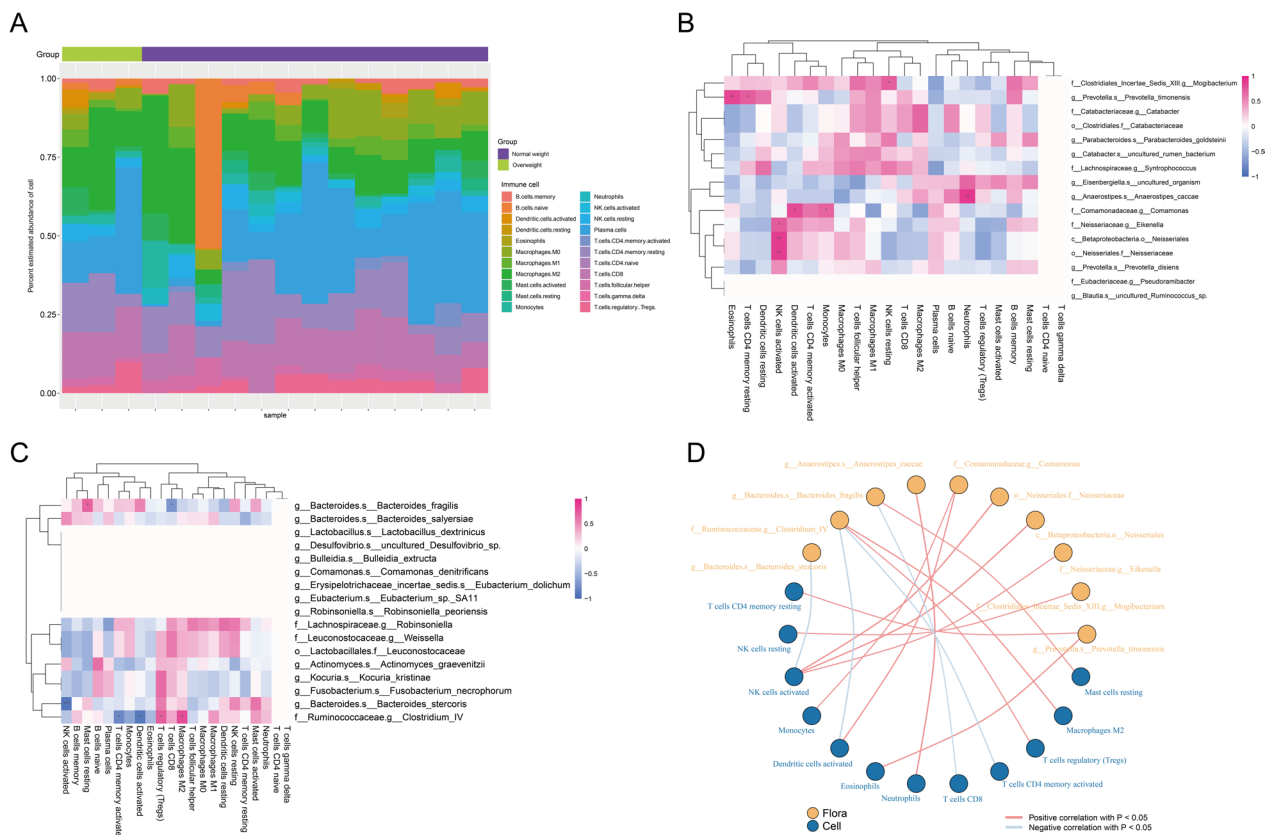 A
Group
1.00
0.75
0.50
0.25
0.00
Percent estimated abundance of cell
sample
Group
Normal weight
Overweight
Immune cell
B.cells.memory
B.cells.naive
Dendritic.cells.activated
Dendritic.cells.resting
Eosinophils
Macrophages.M0
Macrophages.M1
Macrophages.M2
Mast.cells.activated
Mast.cells.resting
Monocytes
Neutrophils
NK.cells.activated
NK.cells.resting
Plasma.cells
T.cells.CD4.memory.activated
T.cells.CD4.memory.resting
T.cells.CD4.naive
T.cells.CD8
T.cells.follicular.helper
T.cells.gamma.delta
T.cells.regulatory..Tregs.
B
f__Clostridiales_Incertae_Sedis_XIII.g__Mogibacterium
g__Prevotella.s__Prevotella_timonensis
f__Catabacteriaceae.g__Catabacter
o__Clostridiales.f__Catabacteriaceae
g__Parabacteroides.s__Parabacteroides_goldsteinii
g__Catabacter.s__uncultured_rumen_bacterium
f__Lachnospiraceae.g__Syntrophococcus
g__Eisenbergiella.s__uncultured_organism
g__Anaerostipes.s__Anaerostipes_caccae
f__Comamonadaceae.g__Comamonas
f__Neisseriaceae.g__Eikenella
c__Betaproteobacteria.o__Neisseriales
o__Neisseriales.f__Neisseriaceae
g__Prevotella.s__Prevotella_disiens
f__Eubacteriaceae.g__Pseudoramibacter
g__Blautia.s__uncultured_Ruminococcus_sp.
1
0.5
0
−0.5
−1
Eosinophils
T cells CD4 memory resting
Dendritic cells resting
NK cells activated
Dendritic cells activated
T cells CD4 memory activated
Monocytes
Macrophages M0
T cells follicular helper
Macrophages M1
NK cells resting
T cells CD8
Macrophages M2
Plasma cells
B cells naive
Neutrophils
T cells regulatory (Tregs)
Mast cells activated
B cells memory
Mast cells resting
T cells CD4 naive
T cells gamma delta
C
g__Bacteroides.s__Bacteroides_fragilis
g__Bacteroides.s__Bacteroides_salyersiae
g__Lactobacillus.s__Lactobacillus_dextrinicus
g__Desulfovibrio.s__uncultured_Desulfovibrio_sp.
g__Bulleidia.s__Bulleidia_extructa
g__Comamonas.s__Comamonas_denitrificans
g__Erysipelotrichaceae_incertae_sedis.s__Eubacterium_dolichum
g__Eubacterium.s__Eubacterium_sp._SA11
g__Robinsoniella.s__Robinsoniella_peoriensis
f__Lachnospiraceae.g__Robinsoniella
f__Leuconostocaceae.g__Weissella
o__Lactobacillales.f__Leuconostocaceae
g__Actinomyces.s__Actinomyces_graevenitzii
g__Kocuria.s__Kocuria_kristinae
g__Fusobacterium.s__Fusobacterium_necrophorum
g__Bacteroides.s__Bacteroides_stercoris
f__Ruminococcaceae.g__Clostridium_IV
1
0.5
0
−0.5
−1
NK cells activated
B cells memory
Mast cells resting
B cells naive
Plasma cells
T cells CD4 memory activate
Monocytes
Dendritic cells activated
Eosinophils
T cells regulatory (Tregs)
T cells CD8
Macrophages M2
T cells follicular helper
Macrophages M0
Macrophages M1
Dendritic cells resting
NK cells resting
T cells CD4 memory resting
Mast cells activated
Neutrophils
T cells CD4 naive
T cells gamma delta
D
g__Anaerostipes.s__Anaerostipes_caccae
f__Comamonadaceae.g__Comamonas
g__Bacteroides.s__Bacteroides_fragilis
o__Neisseriales.f__Neisseriaceae
f__Ruminococcaceae.g__Clostridium_IV
c__Betaproteobacteria.o__Neisseriales
g__Bacteroides.s__Bacteroides_stercoris
f__Neisseriaceae.g__Eikenella
T cells CD4 memory resting
f__Clostridiales_Incertae_Sedis_XIII.g__Mogibacterium
NK cells resting
g__Prevotella.s__Prevotella_timonensis
NK cells activated
Mast cells resting
Monocytes
Macrophages M2
Dendritic cells activated
T cells regulatory (Tregs)
Eosinophils
Neutrophils
T cells CD8
T cells CD4 memory activated
Flora
Cell
Positive correlation with P < 0.05
Negative correlation with P < 0.05